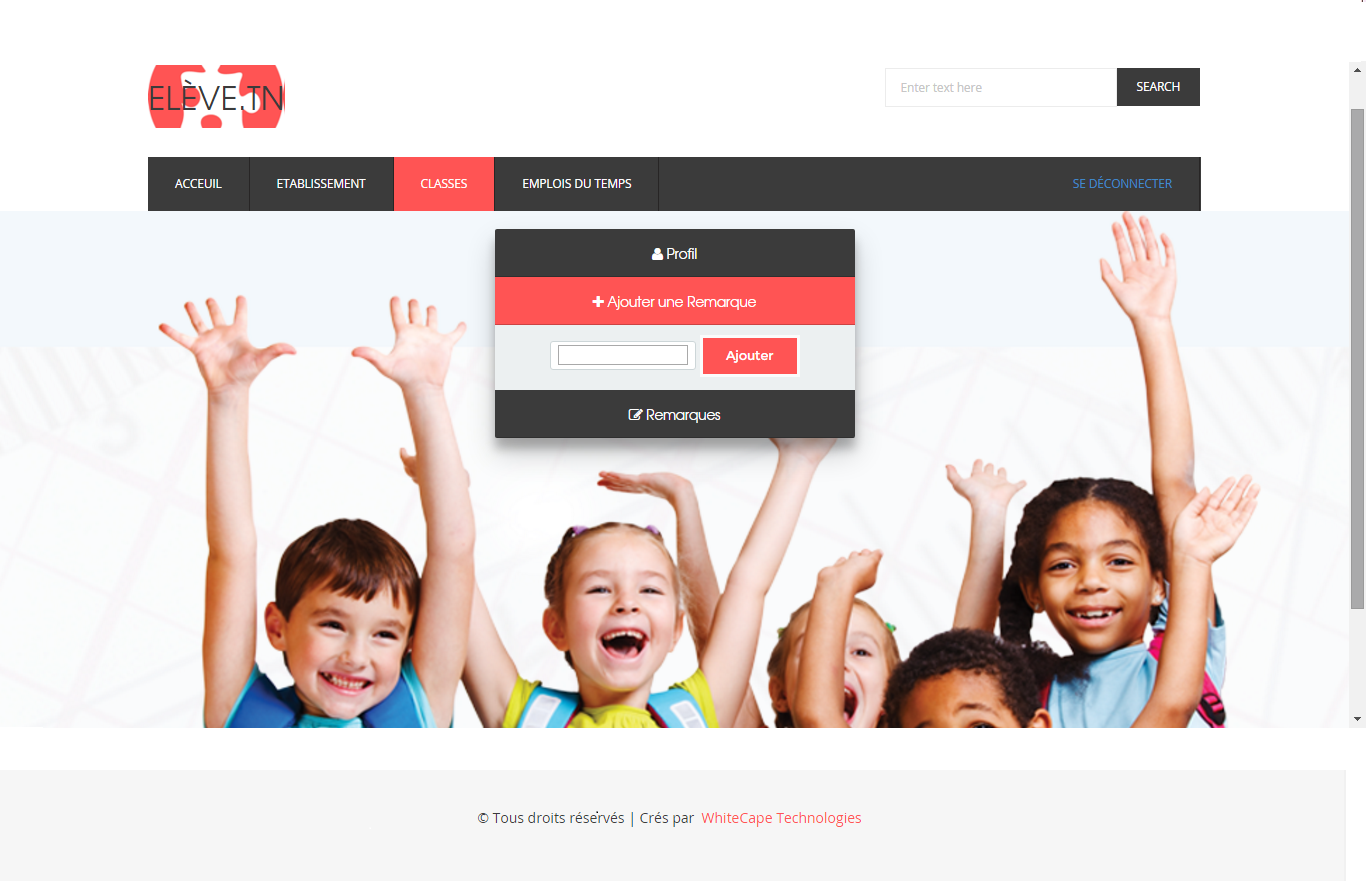 ELÈVE.TN
Enter text here
SEARCH
ACCEUIL
ETABLISSEMENT
CLASSES
EMPLOIS DU TEMPS
SE DÉCONNECTER
Profil
Ajouter une Remarque
Ajouter
Remarques
© Tous droits réservés | Crés par WhiteCape Technologies